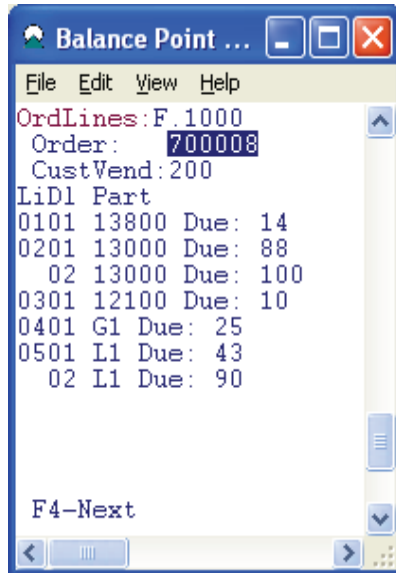 Balance Point ...
File Edit View Help
OrdLines:F.1000
Order: 700008
CustVend:200
LiDl Part
0101 13800 Due: 14
0201 13000 Due: 88
02 13000 Due: 100
0301 12100 Due: 10
0401 G1 Due: 25
0501 L1 Due: 43
02 L1 Due: 90
F4-Next